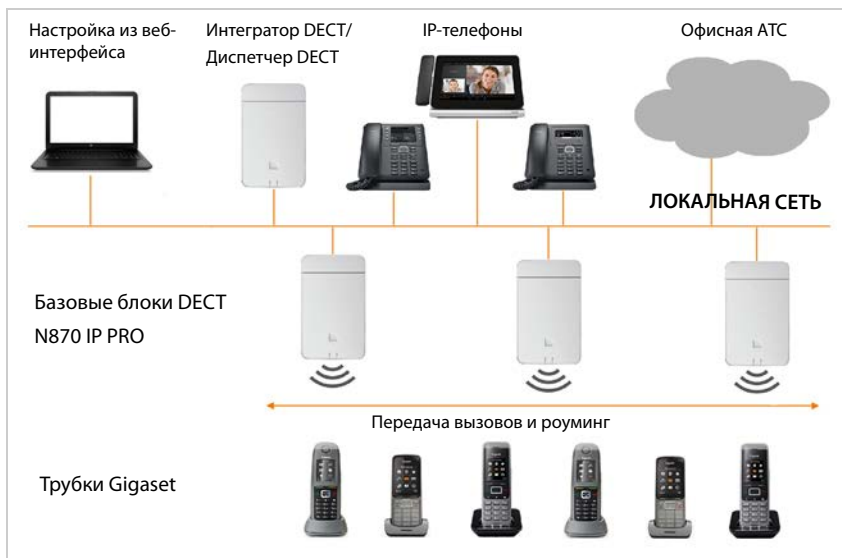 Настройка из веб-
интерфейса
Интегратор DECT/
Диспетчер DECT
IP-телефоны
Офисная АТС
ЛОКАЛЬНАЯ СЕТЬ
Базовые блоки DECT
N870 IP PRO
Передача вызовов и роуминг
Трубки Gigaset